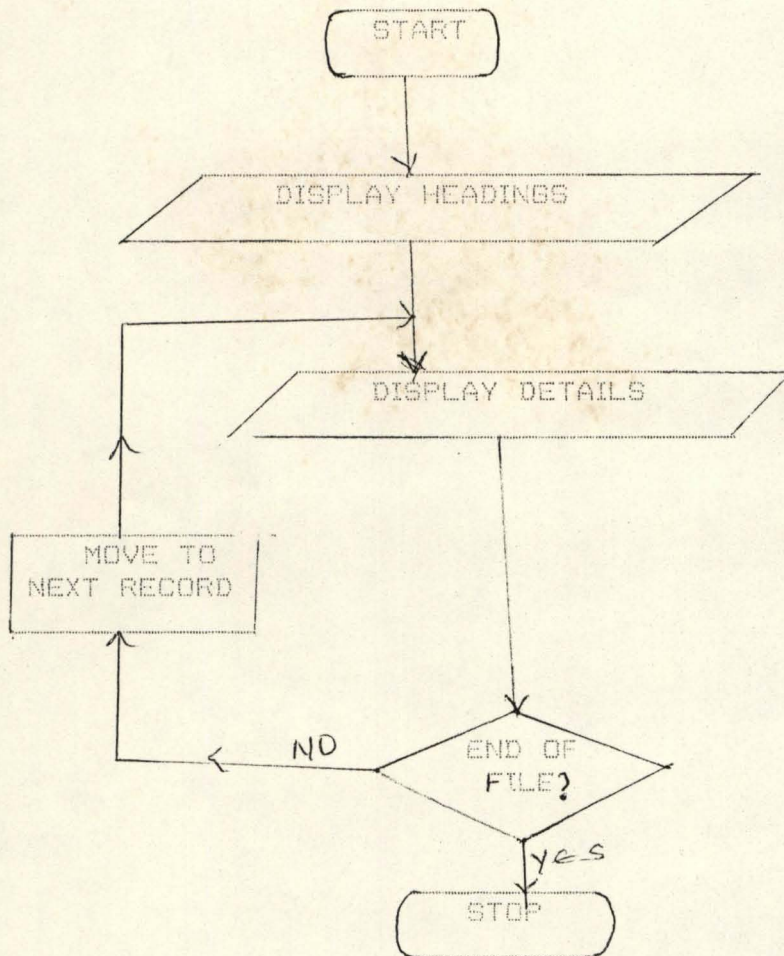 START
DISPLAY HEADINGS
DISPLAY DETAILS
MOVE TO
NEXT RECORD
NO
END OF
FILE?
YES
STOP